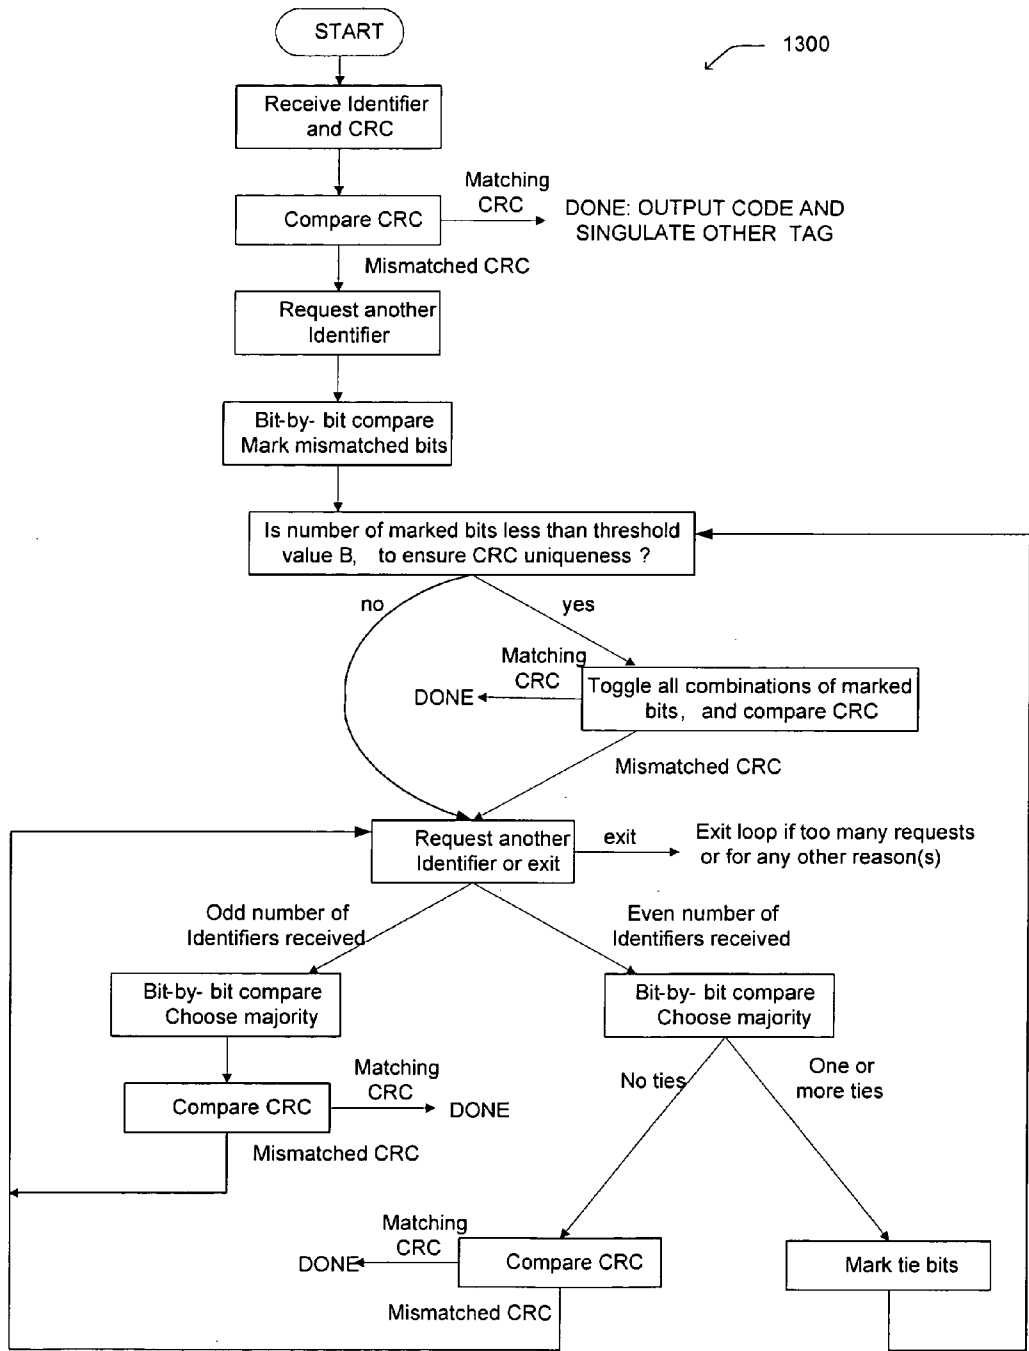 START
1300
Receive Identifier
and CRC
Matching
CRC
Compare CRC
DONE: OUTPUT CODE AND
SINGULATE OTHER TAG
Mismatched CRC
Request another
Identifier
Bit-by- bit compare
Mark mismatched bits
Is number of marked bits less than threshold
value B, to ensure CRC uniqueness ?
no
yes
Matching
CRC
DONE
Toggle all combinations of marked
bits, and compare CRC
Mismatched CRC
Request another
Identifier or exit
exit
Exit loop if too many requests
or for any other reason(s)
Odd number of
Identifiers received
Even number of
Identifiers received
Bit-by- bit compare
Choose majority
Bit-by- bit compare
Choose majority
Matching
CRC
Compare CRC
DONE
Mismatched CRC
No ties
One or
more ties
Matching
CRC
DONE
Compare CRC
Mismatched CRC
Mark tie bits